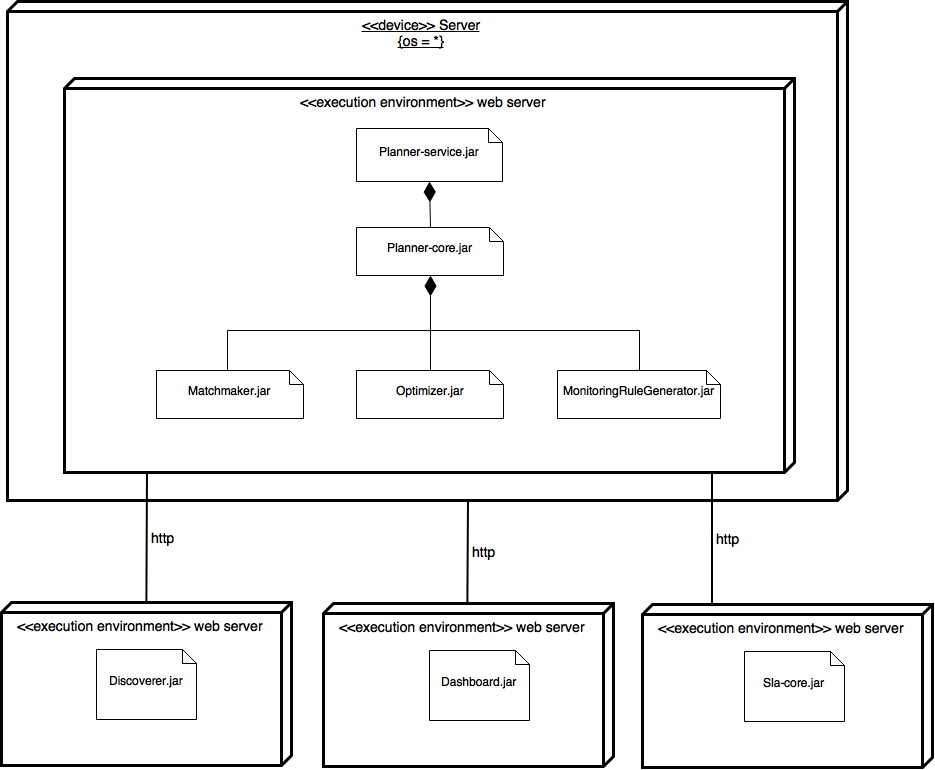 <<device>> Server
{os = *}
<<execution environment>> web server
Planner-service.jar
Planner-core.jar
Matchmaker.jar
Optimizer.jar
MonitoringRuleGenerator.jar
http
http
http
<<execution environment>> web server
Discoverer.jar
<<execution environment>> web server
Dashboard.jar
<<execution environment>> web server
Sla-core.jar